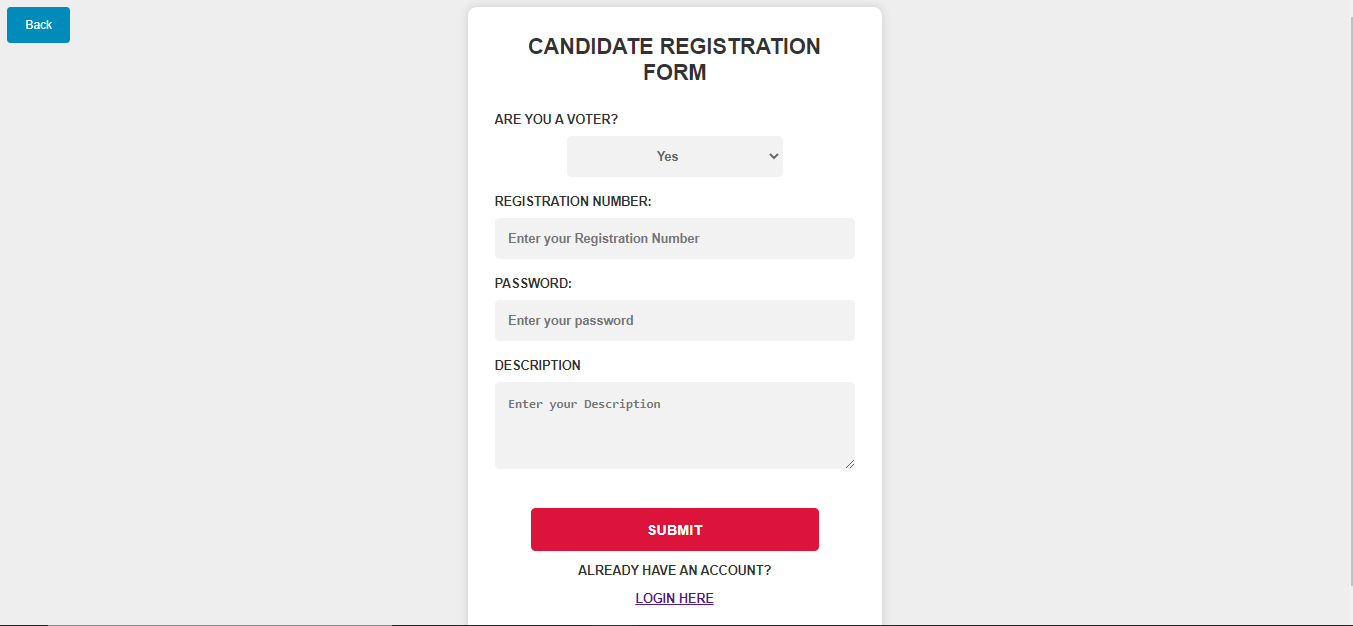 Back
CANDIDATE REGISTRATION
FORM
ARE YOU A VOTER?
Yes
REGISTRATION NUMBER:
Enter your Registration Number
PASSWORD:
Enter your password
DESCRIPTION
Enter your Description
SUBMIT
ALREADY HAVE AN ACCOUNT?
LOGIN HERE